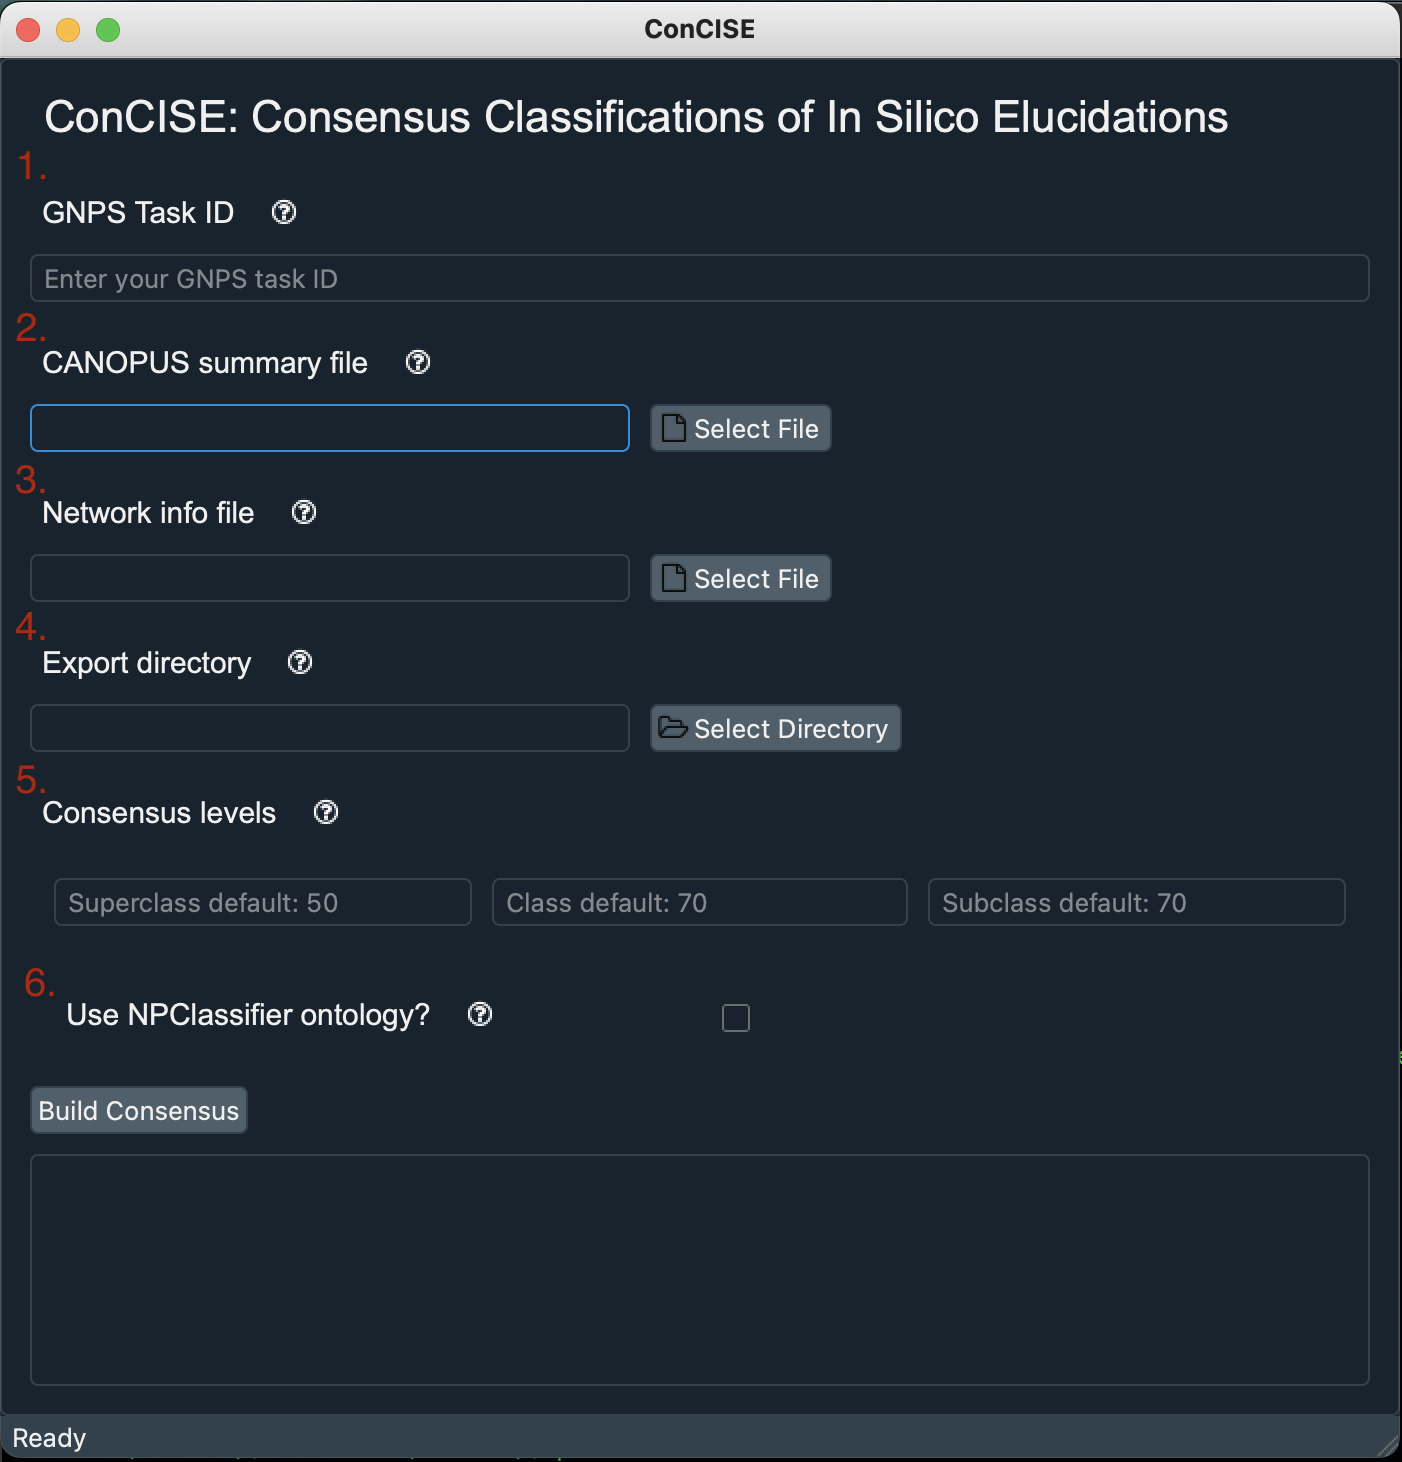 ConCISE
ConCISE: Consensus Classifications of In Silico Elucidations
1.
GNPS Task ID
Enter your GNPS task ID
2.
CANOPUS summary file
Select File
3.
Network info file
Select File
4.
Export directory
Select Directory
5.
Consensus levels
Superclass default: 50 Class default: 70 Subclass default: 70
6.
Use NPClassifier ontology?
Build Consensus
Ready